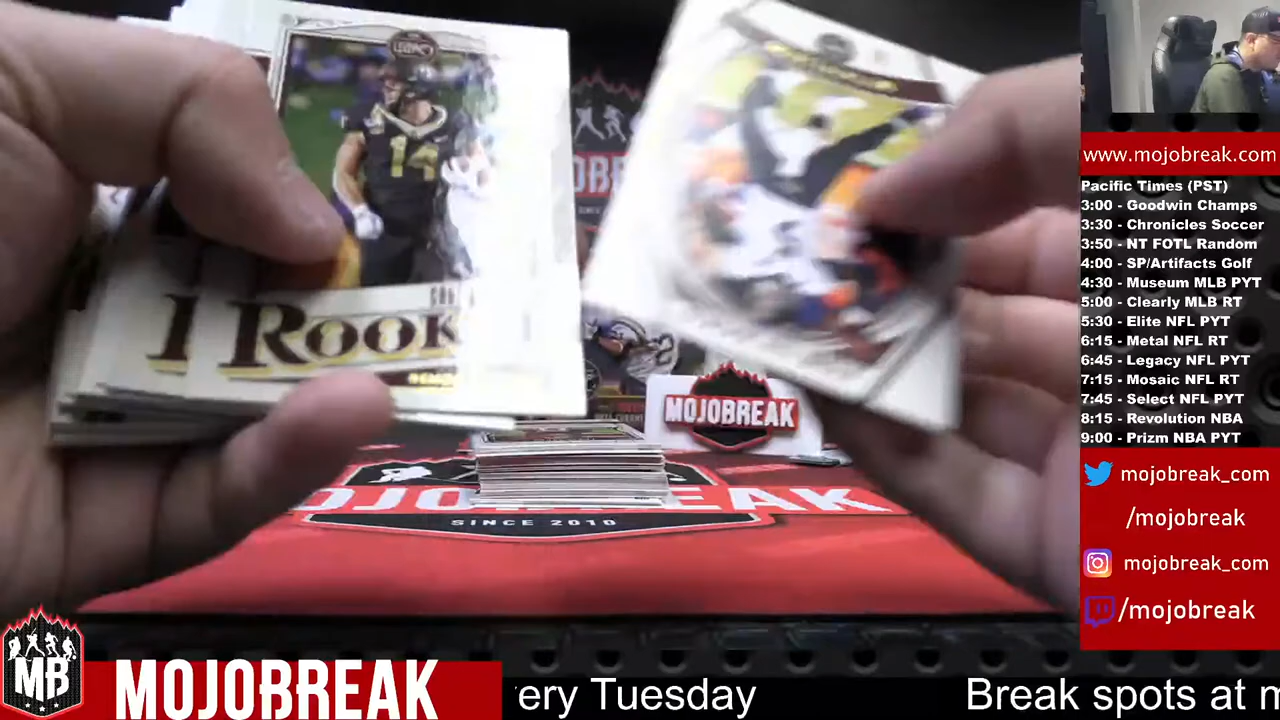 LEGACY
14
ROOK
MOJOBREAK
SINCE 2010
www.mojobreak.com
Pacific Times (PST)
3:00 - Goodwin Champs
3:30 - Chronicles Soccer
3:50 - NT FOTL Random
4:00 - SP/Artifacts Golf
4:30 - Museum MLB PYT
5:00 - Clearly MLB RT
5:30 - Elite NFL PYT
6:15 - Metal NFL RT
6:45 - Legacy NFL PYT
7:15 - Mosaic NFL RT
7:45 - Select NFL PYT
8:15 - Revolution NBA
9:00 - Prizm NBA PYT
mojobreak_com
/mojobreak
mojobreak_com
/mojobreak
MB
MOJOBREAK
ery Tuesday
Break spots at m